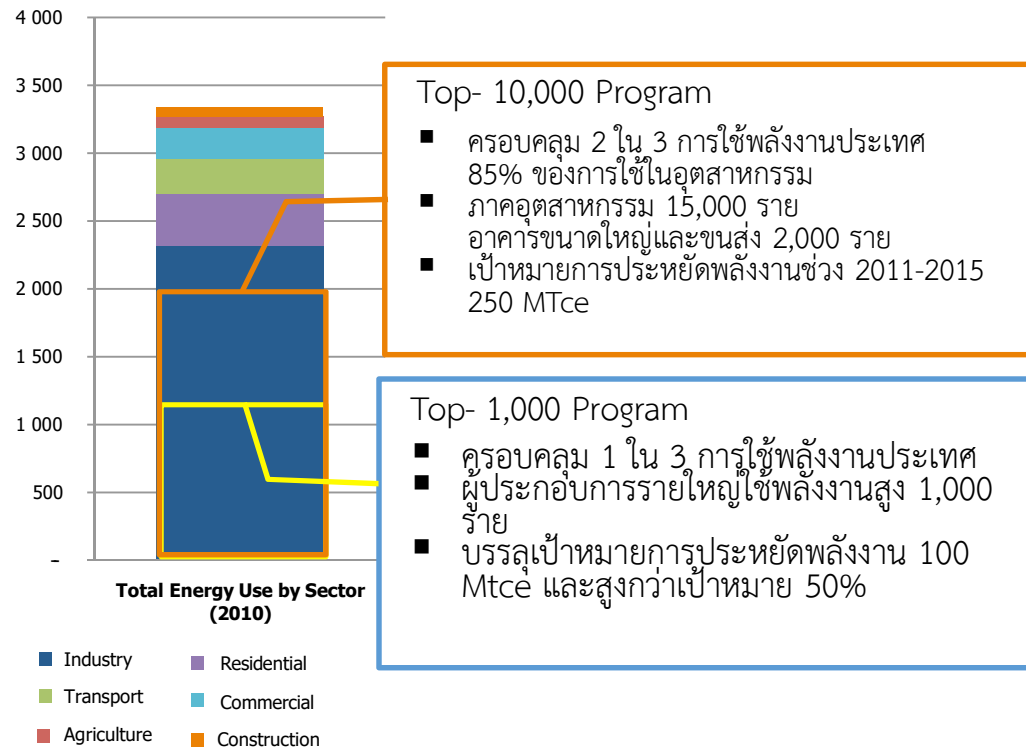 4 000
3 500
3 000
2 500
2 000
1 500
1 000
500
-
Total Energy Use by Sector
(2010)
Industry
Residential
Transport
Commercial
Agriculture
Construction
Top- 10,000 Program
■ ครอบคลุม 2 ใน 3 การใช้พลังงานประเทศ
85% ของการใช้ในอุตสาหกรรม
■ ภาคอุตสาหกรรม 15,000 ราย
อาคารขนาดใหญ่และขนส่ง 2,000 ราย
■ เป้าหมายการประหยัดพลังงานช่วง 2011-2015
250 MTce
Top- 1,000 Program
■ ครอบคลุม 1 ใน 3 การใช้พลังงานประเทศ
■ ผู้ประกอบการรายใหญ่ใช้พลังงานสูง 1,000
ราย
■ บรรลุเป้าหมายการประหยัดพลังงาน 100
Mtce และสูงกว่าเป้าหมาย 50%